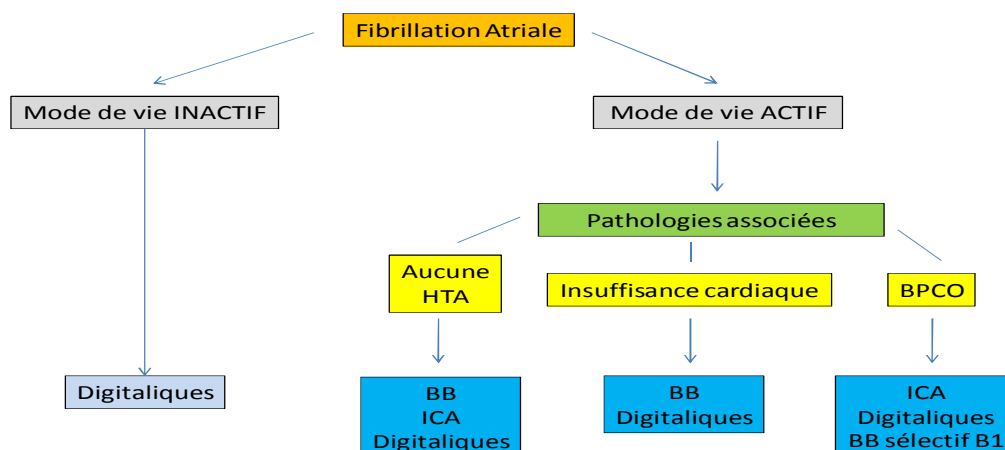 Fibrillation Atriale
Mode de vie INACTIF
Mode de vie ACTIF
Pathologies associées
Aucune
HTA
Insuffisance cardiaque
BPCO
Digitaliques
BB
ICA
Digitaliques
BB
Digitaliques
ICA
Digitaliques
BB sélectif B1